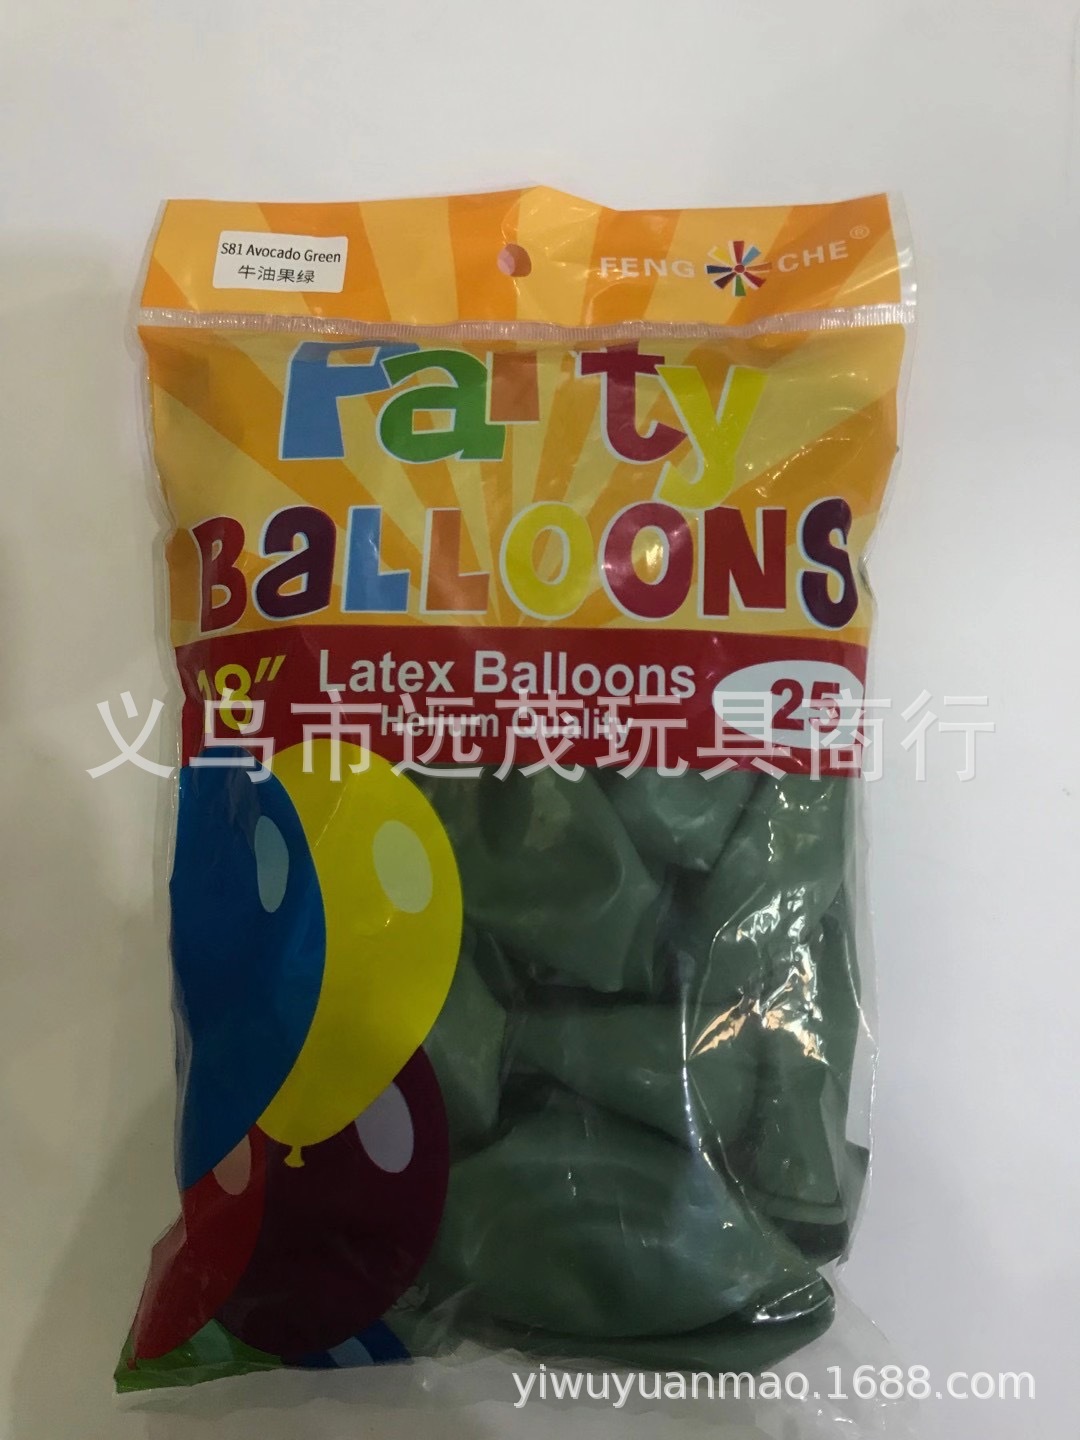 S81 Avocado Green
牛油果绿
FENG CHE®
Party
BALLOONS
18" Latex Balloons 25
Helium Quality
义乌市远茂玩具商行
yiwuyuanmao.1688.com